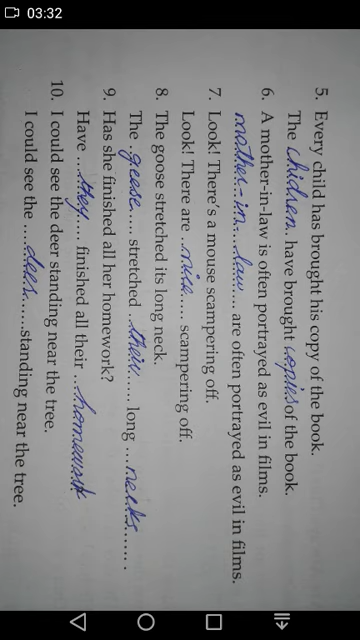 03:32
5. Every child has brought his copy of the book.
The children have brought copies of the book.
6. A mother-in-law is often portrayed as evil in films.
mother-in-law are often portrayed as evil in films.
7. Look! There's a mouse scampering off.
Look! There are ..mice..... scampering off.
8. The goose stretched its long neck.
The ..geese.... stretched ..their..... long ...necks.......
9. Has she finished all her homework?
Have ...they.... finished all their ...homework
10. I could see the deer standing near the tree.
I could see the ....deer......standing near the tree.